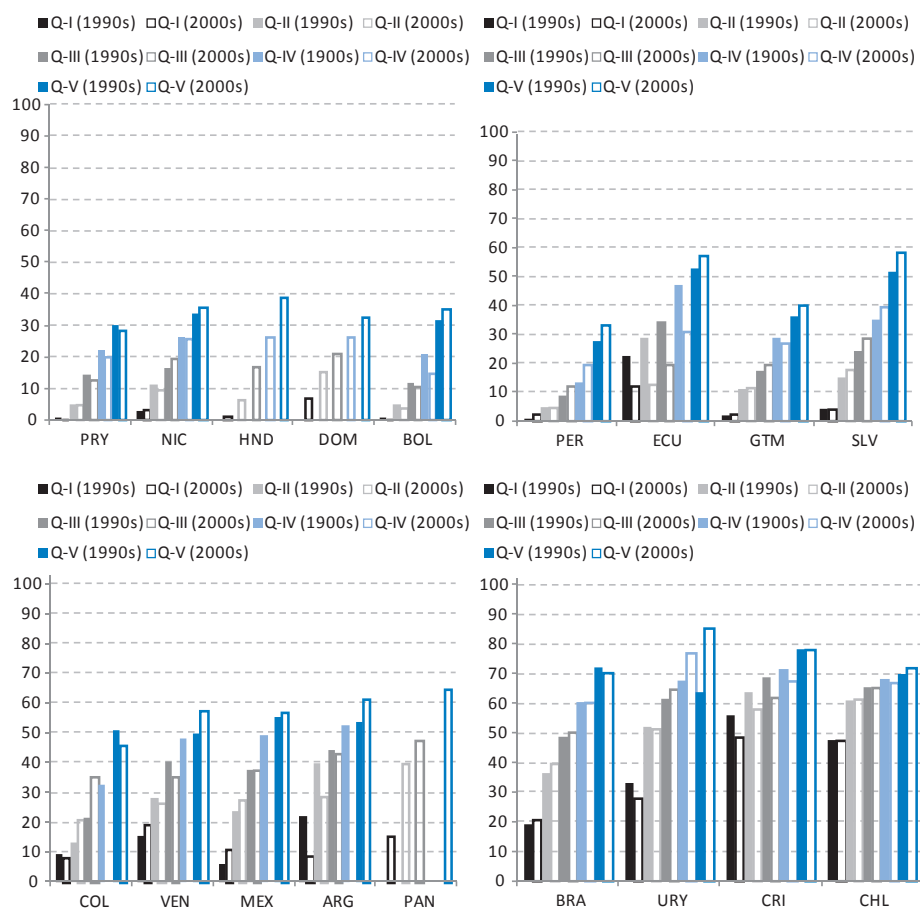 Q-I (1990s) Q-I (2000s) Q-II (1990s) Q-II (2000s)
Q-III (1990s) Q-III (2000s) Q-IV (1900s) Q-IV (2000s)
Q-V (1990s) Q-V (2000s)
100
90
80
70
60
50
40
30
20
10
0
PRY NIC HND DOM BOL
Q-I (1990s) Q-I (2000s) Q-II (1990s) Q-II (2000s)
Q-III (1990s) Q-III (2000s) Q-IV (1900s) Q-IV (2000s)
Q-V (1990s) Q-V (2000s)
100
90
80
70
60
50
40
30
20
10
0
PER ECU GTM SLV
Q-I (1990s) Q-I (2000s) Q-II (1990s) Q-II (2000s)
Q-III (1990s) Q-III (2000s) Q-IV (1900s) Q-IV (2000s)
Q-V (1990s) Q-V (2000s)
100
90
80
70
60
50
40
30
20
10
0
COL VEN MEX ARG PAN
Q-I (1990s) Q-I (2000s) Q-II (1990s) Q-II (2000s)
Q-III (1990s) Q-III (2000s) Q-IV (1900s) Q-IV (2000s)
Q-V (1990s) Q-V (2000s)
100
90
80
70
60
50
40
30
20
10
0
BRA URY CRI CHL